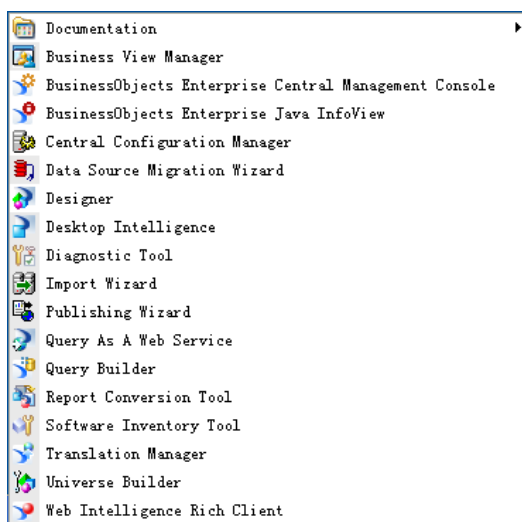 Documentation
Business View Manager
BusinessObjects Enterprise Central Management Console
BusinessObjects Enterprise Java InfoView
Central Configuration Manager
Data Source Migration Wizard
Designer
Desktop Intelligence
Diagnostic Tool
Import Wizard
Publishing Wizard
Query As A Web Service
Query Builder
Report Conversion Tool
Software Inventory Tool
Translation Manager
Universe Builder
Web Intelligence Rich Client